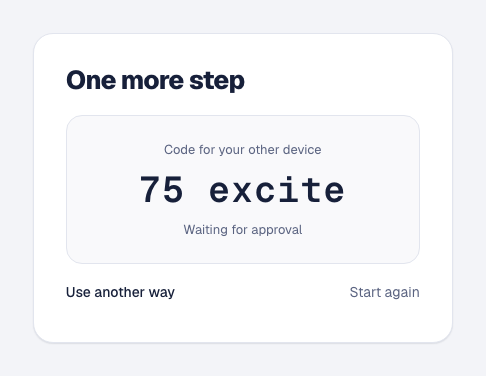 One more step
Code for your other device
75 excite
Waiting for approval
Use another way
Start again